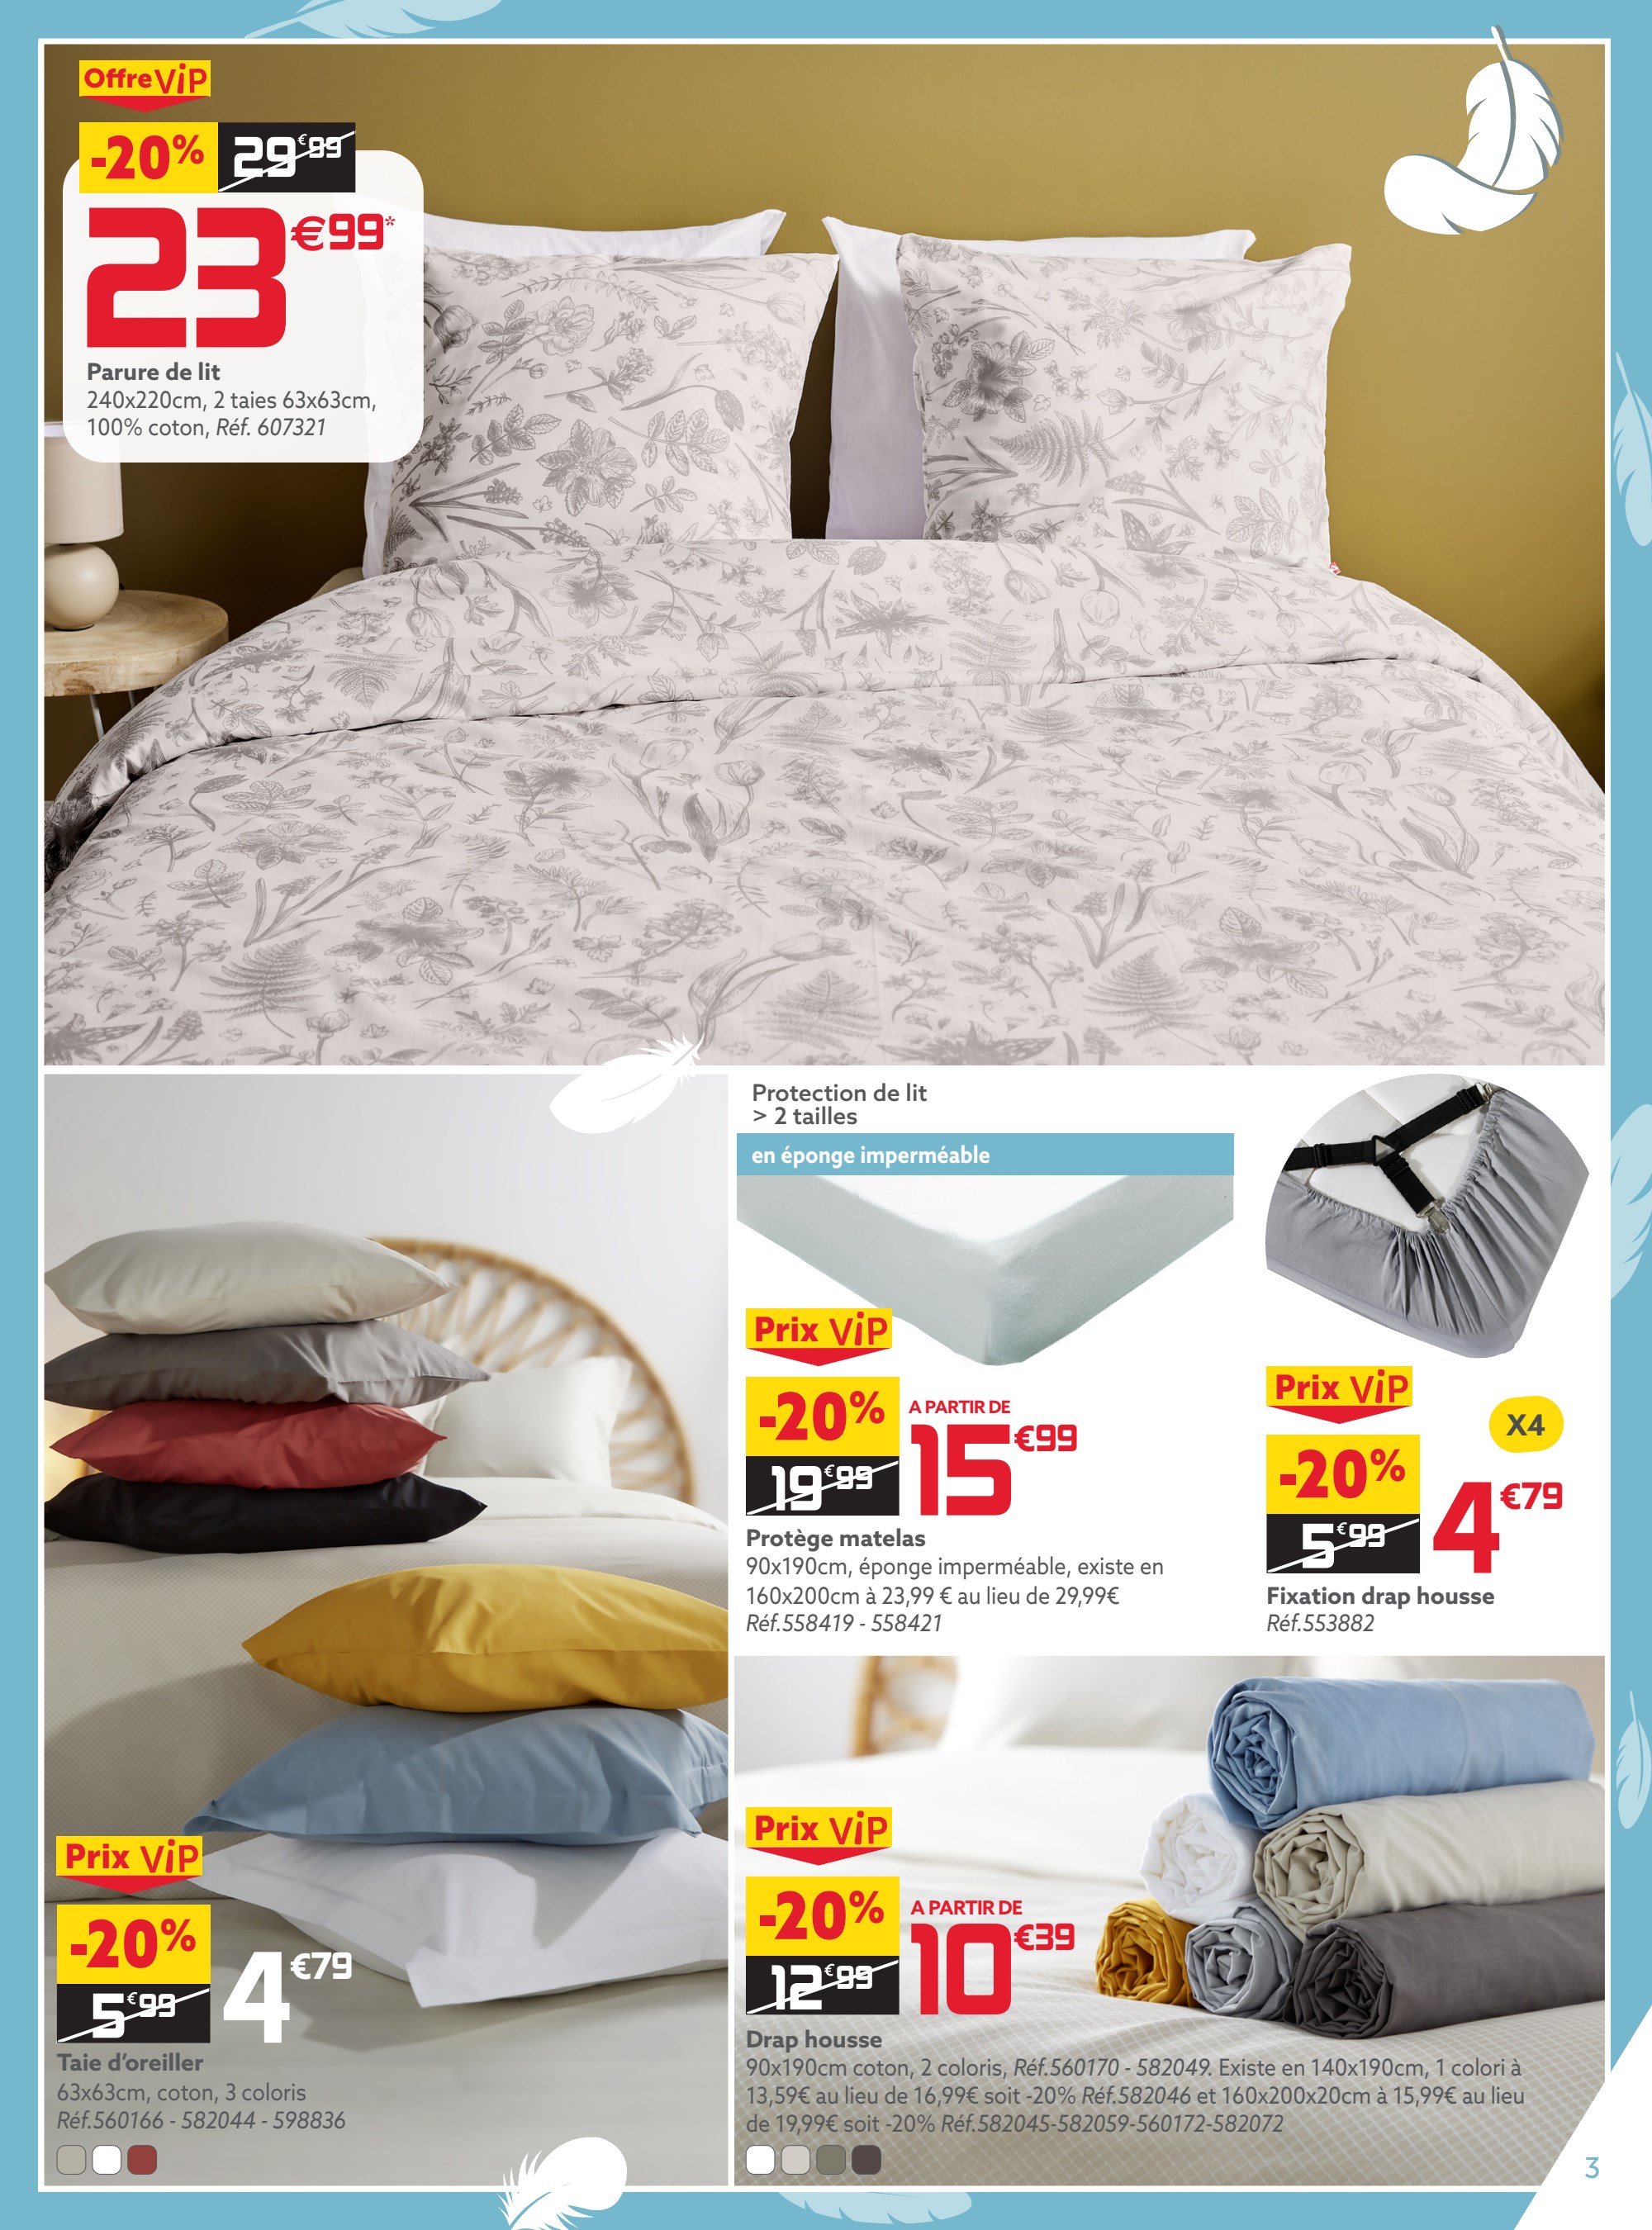 Offre ViP
-20% 29€99
23€99*
Parure de lit
240x220cm, 2 taies 63x63cm,
100% coton, Réf. 607321
Protection de lit
> 2 tailles
en éponge imperméable
Prix ViP
-20%
A PARTIR DE
15€99
19€99
Protège matelas
90x190cm, éponge imperméable, existe en
160x200cm à 23,99 € au lieu de 29,99€
Réf.558419 - 558421
Prix ViP
X4
-20%
4€79
5€99
Fixation drap housse
Réf.553882
Prix ViP
-20%
4€79
5€99
Taie d’oreiller
63x63cm, coton, 3 coloris
Réf.560166 - 582044 - 598836
Prix ViP
-20%
A PARTIR DE
10€39
12€99
Drap housse
90x190cm coton, 2 coloris, Réf.560170 - 582049. Existe en 140x190cm, 1 colori à
13,59€ au lieu de 16,99€ soit -20% Réf.582046 et 160x200x20cm à 15,99€ au lieu
de 19,99€ soit -20% Réf.582045-582059-560172-582072
3